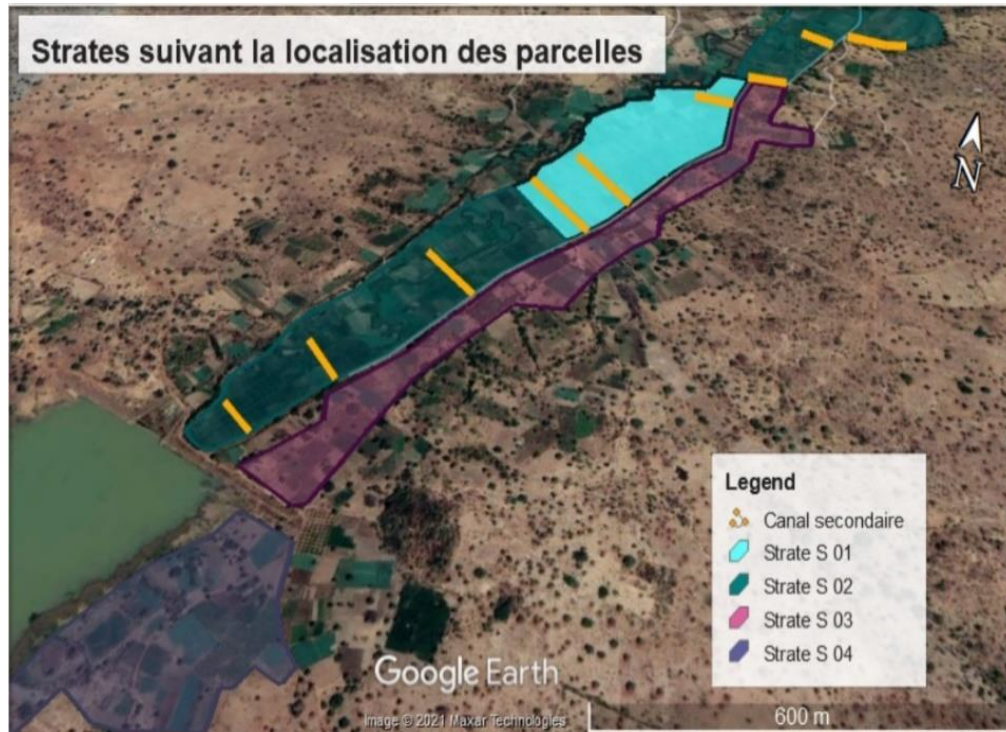 Strates suivant la localisation des parcelles
N
Legend
Canal secondaire
Strate S 01
Strate S 02
Strate S 03
Strate S 04
Google Earth
Image © 2021 Maxar Technologies
600 m